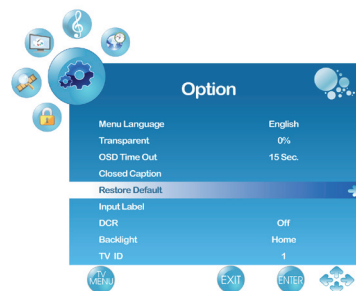 Option
Menu Language English
Transparent 0%
OSD Time Out 15 Sec.
Closed Caption
Restore Default
Input Label
DCR Off
Backlight Home
TV ID 1
TV MENU EXIT ENTER